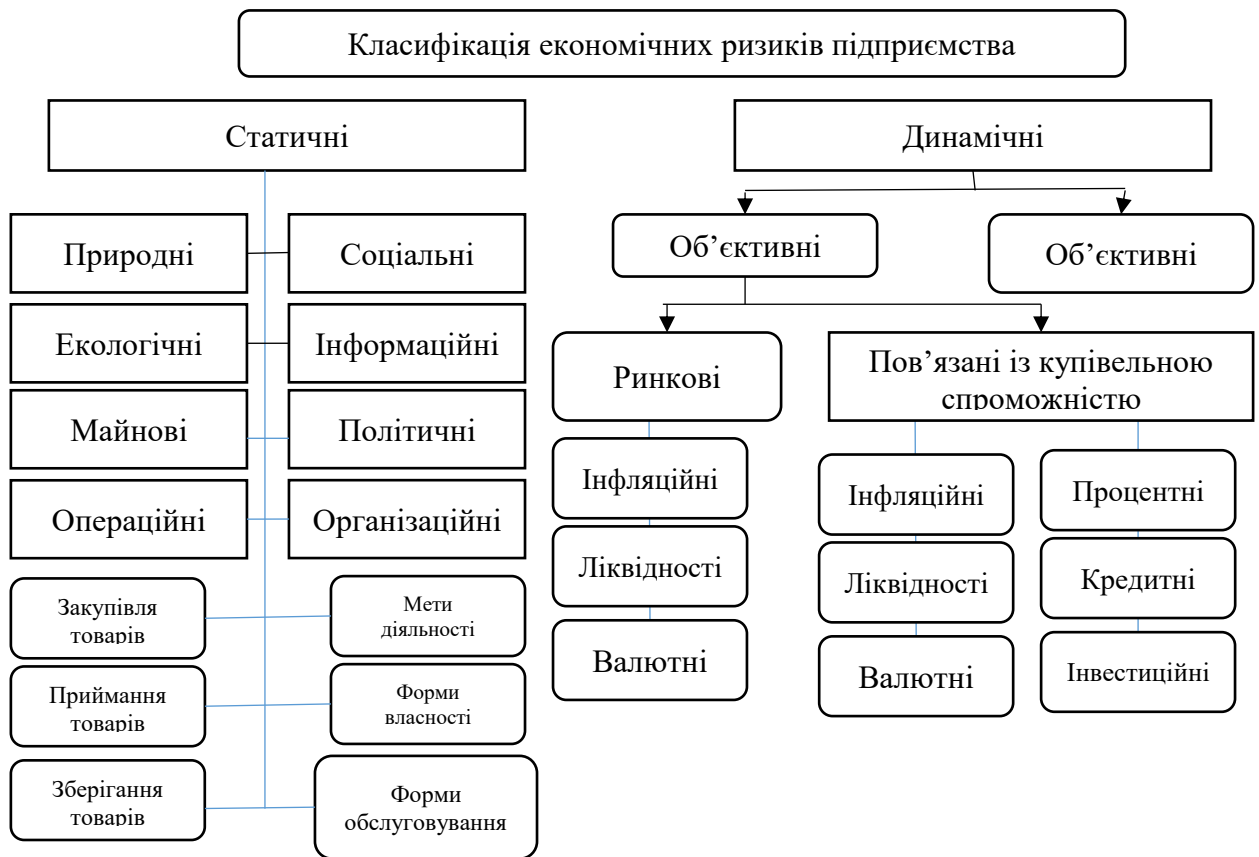 Класифікація економічних ризиків підприємства
Статичні
Динамічні
Природні
Соціальні
Екологічні
Інформаційні
Майнові
Політичні
Операційні
Організаційні
Закупівля
товарів
Мети
діяльності
Приймання
товарів
Форми
власності
Зберігання
товарів
Форми
обслуговування
Об’єктивні
Об’єктивні
Ринкові
Пов’язані із купівельною
спроможністю
Інфляційні
Ліквідності
Валютні
Інфляційні
Ліквідності
Валютні
Процентні
Кредитні
Інвестиційні